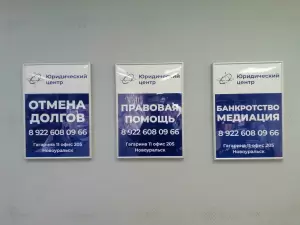 Юридический
центр
ОТМЕНА
ДОЛГОВ
8 922 608 09 66
Гагарина 11 офис 205
Новоуральск
Юридический
центр
ПРАВОВАЯ
ПОМОЩЬ
8 922 608 09 66
Гагарина 11 офис 205
Новоуральск
Юридический
центр
БАНКРОТСТВО
МЕДИАЦИЯ
8 922 608 09 66
Гагарина 11 офис 205
Новоуральск